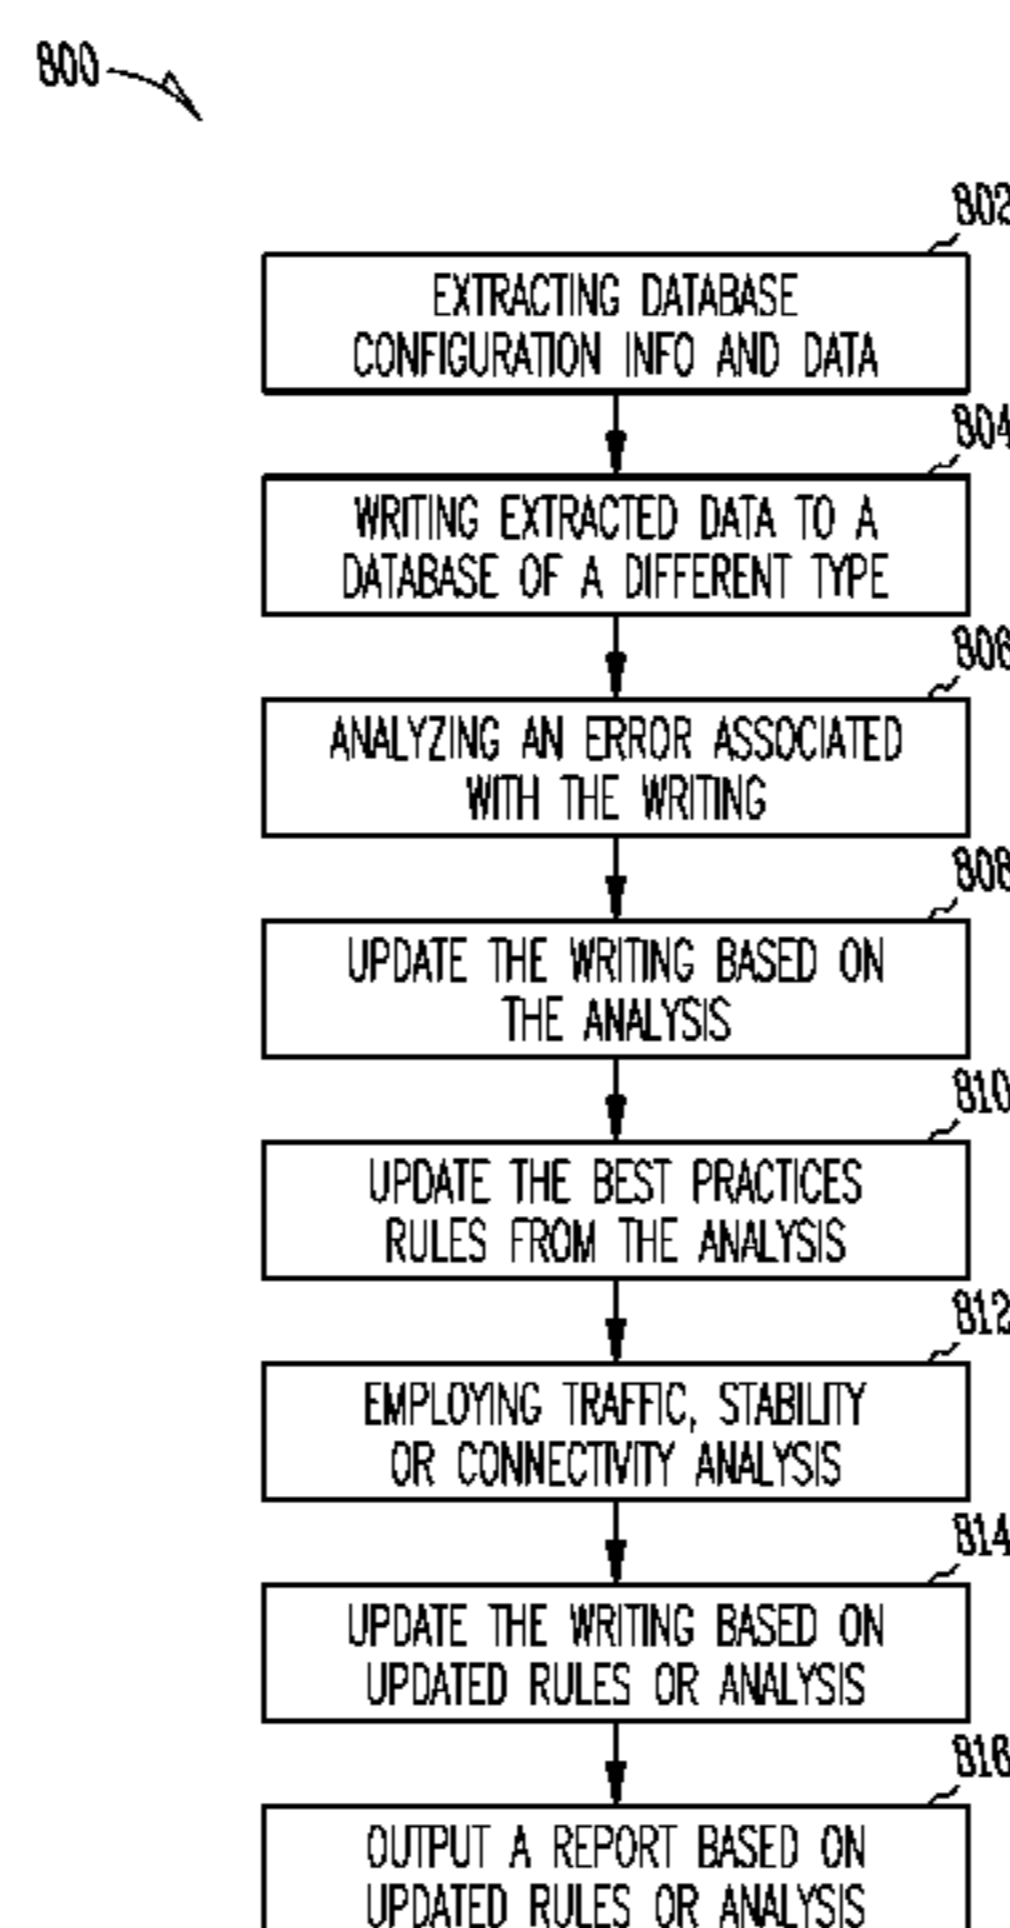 800
802
EXTRACTING DATABASE
CONFIGURATION INFO AND DATA
804
WRITING EXTRACTED DATA TO A
DATABASE OF A DIFFERENT TYPE
806
ANALYZING AN ERROR ASSOCIATED
WITH THE WRITING
808
UPDATE THE WRITING BASED ON
THE ANALYSIS
810
UPDATE THE BEST PRACTICES
RULES FROM THE ANALYSIS
812
EMPLOYING TRAFFIC, STABILITY
OR CONNECTIVITY ANALYSIS
814
UPDATE THE WRITING BASED ON
UPDATED RULES OR ANALYSIS
816
OUTPUT A REPORT BASED ON
UPDATED RULES OR ANALYSIS